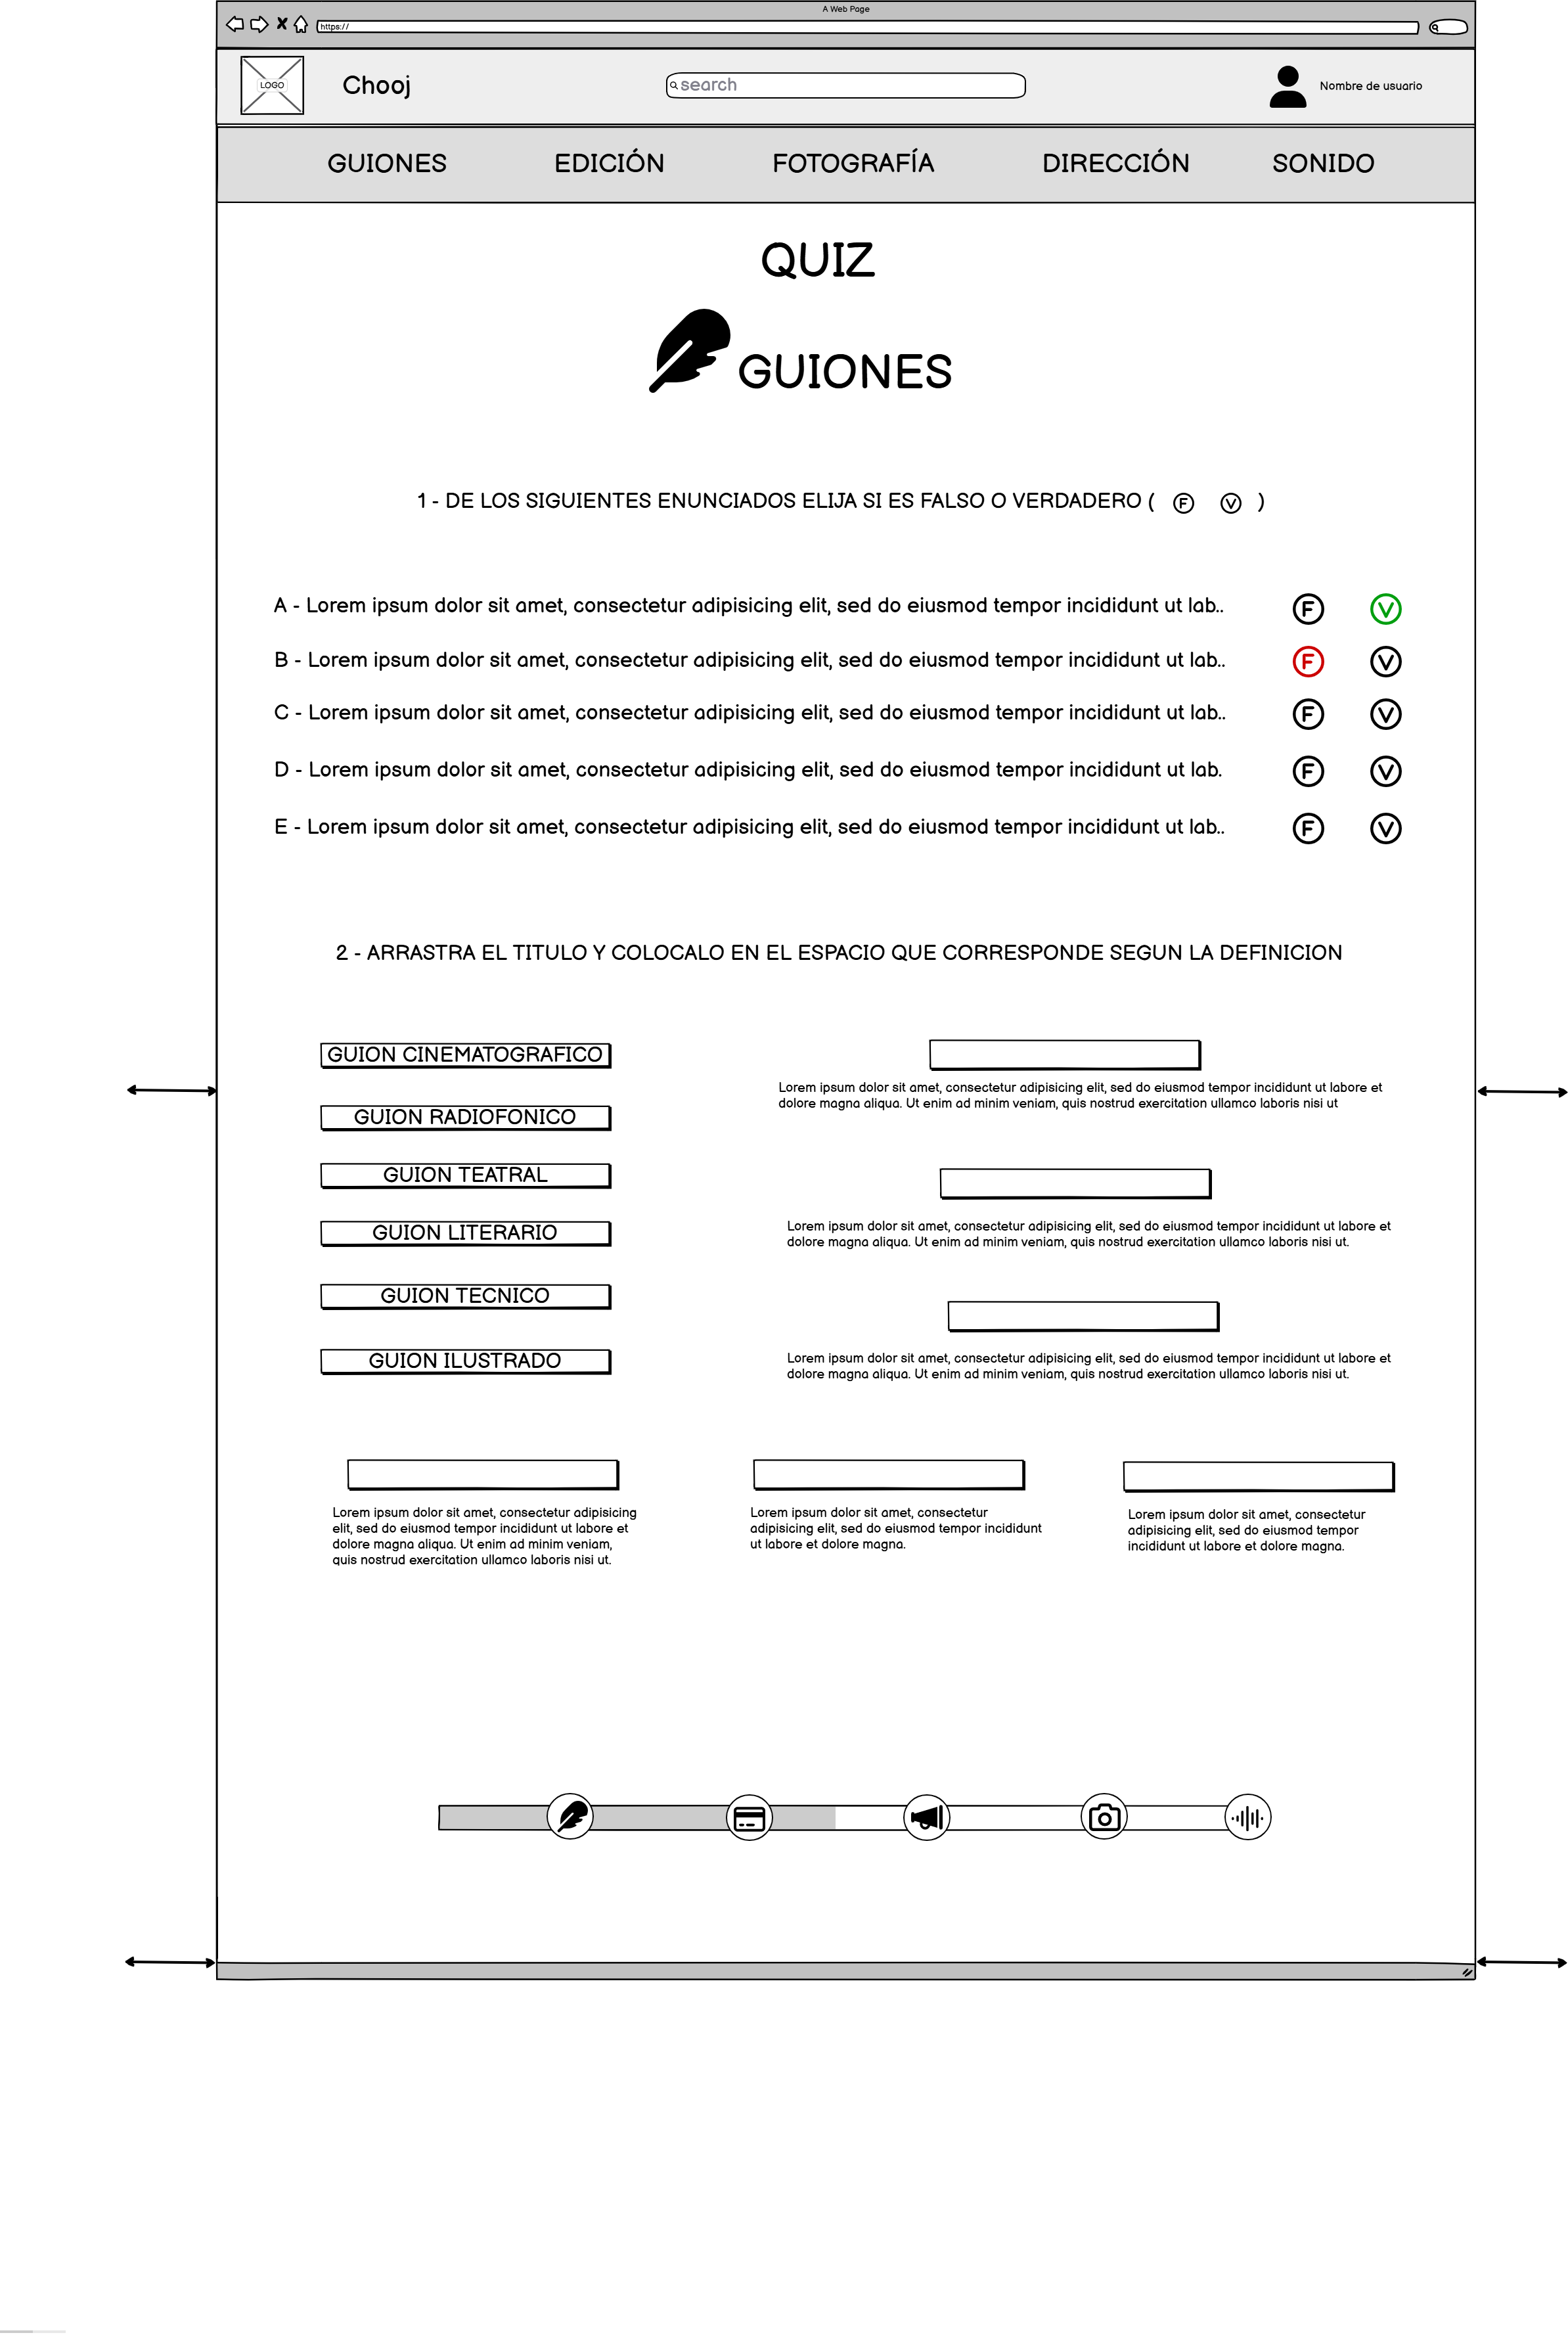 A Web Page
https://
LOGO
Chooj
search
Nombre de usuario
GUIONES
EDICIÓN
FOTOGRAFÍA
DIRECCIÓN
SONIDO
QUIZ
GUIONES
1 - DE LOS SIGUIENTES ENUNCIADOS ELIJA SI ES FALSO O VERDADERO ( F V )
A - Lorem ipsum dolor sit amet, consectetur adipisicing elit, sed do eiusmod tempor incididunt ut lab.. F V
B - Lorem ipsum dolor sit amet, consectetur adipisicing elit, sed do eiusmod tempor incididunt ut lab.. F V
C - Lorem ipsum dolor sit amet, consectetur adipisicing elit, sed do eiusmod tempor incididunt ut lab.. F V
D - Lorem ipsum dolor sit amet, consectetur adipisicing elit, sed do eiusmod tempor incididunt ut lab. F V
E - Lorem ipsum dolor sit amet, consectetur adipisicing elit, sed do eiusmod tempor incididunt ut lab.. F V
2 - ARRASTRA EL TITULO Y COLOCALO EN EL ESPACIO QUE CORRESPONDE SEGUN LA DEFINICION
GUION CINEMATOGRAFICO
GUION RADIOFONICO
GUION TEATRAL
GUION LITERARIO
GUION TECNICO
GUION ILUSTRADO
Lorem ipsum dolor sit amet, consectetur adipisicing elit, sed do eiusmod tempor incididunt ut labore et
dolore magna aliqua. Ut enim ad minim veniam, quis nostrud exercitation ullamco laboris nisi ut
Lorem ipsum dolor sit amet, consectetur adipisicing elit, sed do eiusmod tempor incididunt ut labore et
dolore magna aliqua. Ut enim ad minim veniam, quis nostrud exercitation ullamco laboris nisi ut.
Lorem ipsum dolor sit amet, consectetur adipisicing elit, sed do eiusmod tempor incididunt ut labore et
dolore magna aliqua. Ut enim ad minim veniam, quis nostrud exercitation ullamco laboris nisi ut.
Lorem ipsum dolor sit amet, consectetur adipisicing
elit, sed do eiusmod tempor incididunt ut labore et
dolore magna aliqua. Ut enim ad minim veniam,
quis nostrud exercitation ullamco laboris nisi ut.
Lorem ipsum dolor sit amet, consectetur
adipisicing elit, sed do eiusmod tempor incididunt
ut labore et dolore magna.
Lorem ipsum dolor sit amet, consectetur
adipisicing elit, sed do eiusmod tempor
incididunt ut labore et dolore magna.